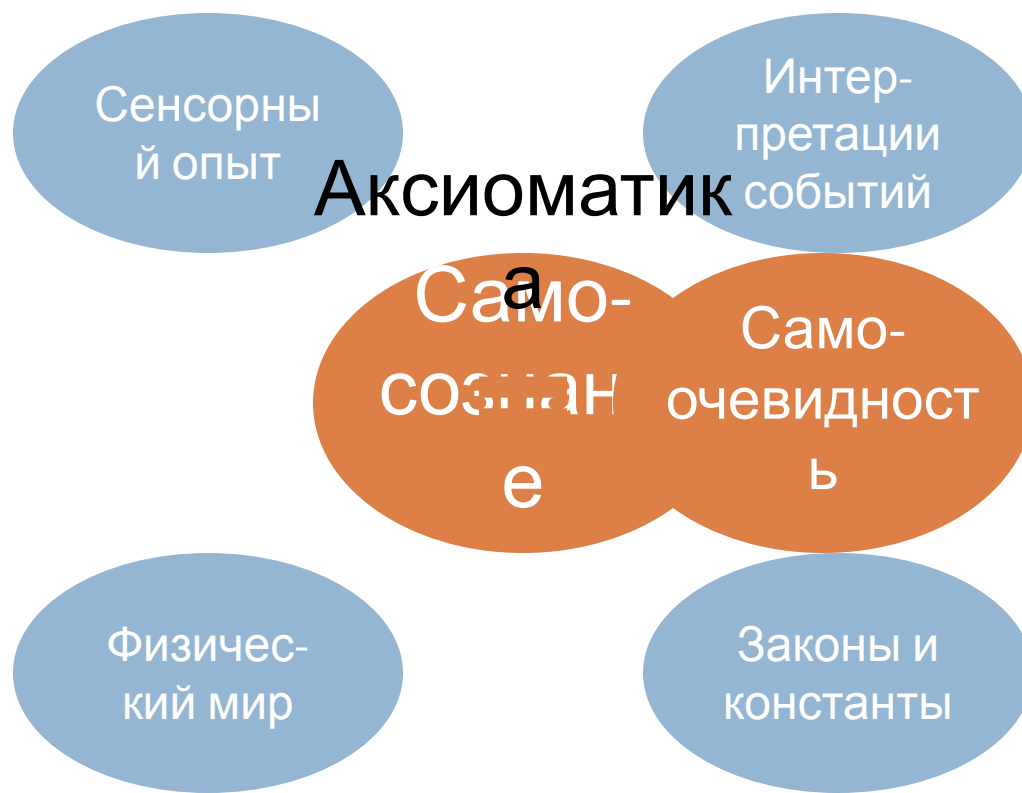 Сенсорны
й опыт
Интер-
претации
событий
Аксиоматик
а
Само-
е
Само-
очевидност
ь
Физичес-
кий мир
Законы и
константы